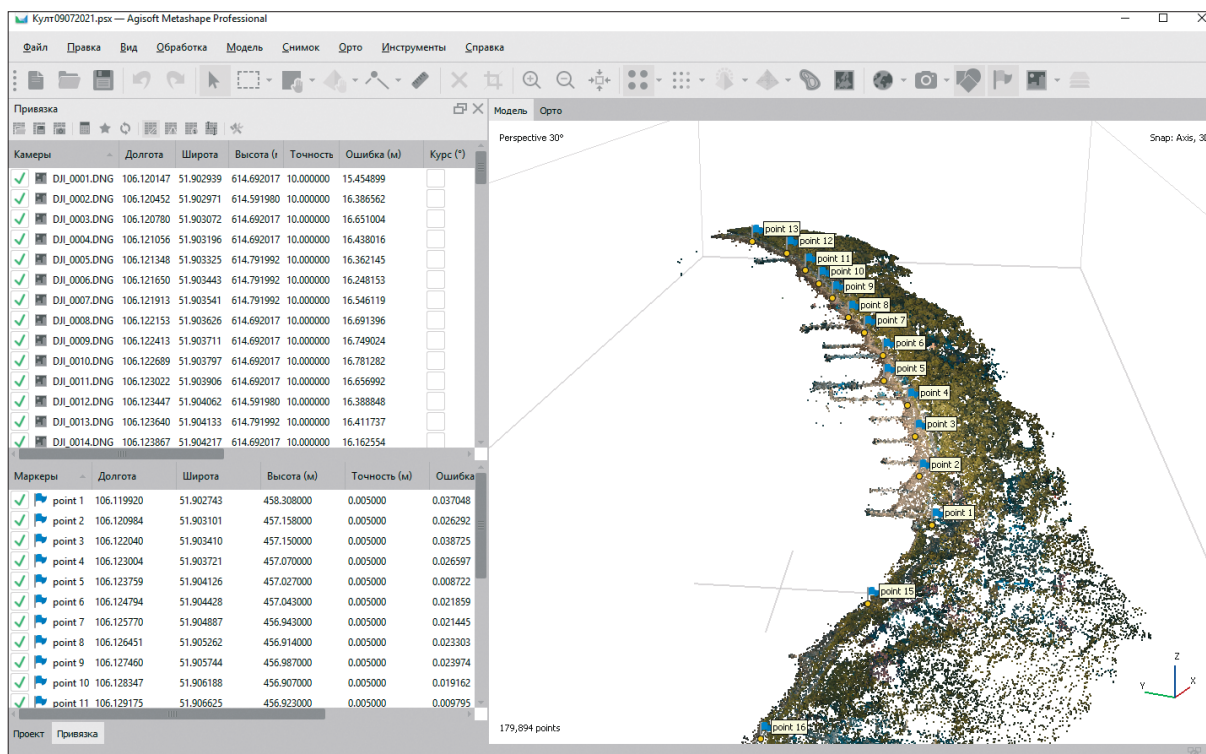 Култ09072021.psx — Agisoft Metashape Professional
Файл Правка Вид Обработка Модель Снимок Орто Инструменты Справка
Привязка
Камеры Долгота Широта Высота (м Точность Ошибка (м) Курс (°)
DJI_0001.DNG 106.120147 51.902939 614.692017 10.000000 15.454899
DJI_0002.DNG 106.120452 51.902971 614.591980 10.000000 16.386562
DJI_0003.DNG 106.120780 51.903072 614.692017 10.000000 16.651004
DJI_0004.DNG 106.121056 51.903196 614.692017 10.000000 16.438016
DJI_0005.DNG 106.121348 51.903325 614.791992 10.000000 16.362145
DJI_0006.DNG 106.121650 51.903443 614.791992 10.000000 16.248153
DJI_0007.DNG 106.121913 51.903541 614.791992 10.000000 16.546119
DJI_0008.DNG 106.122153 51.903626 614.692017 10.000000 16.691396
DJI_0009.DNG 106.122413 51.903711 614.692017 10.000000 16.749024
DJI_0010.DNG 106.122689 51.903797 614.692017 10.000000 16.781282
DJI_0011.DNG 106.123022 51.903906 614.692017 10.000000 16.656992
DJI_0012.DNG 106.123447 51.904062 614.591980 10.000000 16.388848
DJI_0013.DNG 106.123640 51.904133 614.791992 10.000000 16.411737
DJI_0014.DNG 106.123867 51.904217 614.692017 10.000000 16.162554
Маркеры Долгота Широта Высота (м) Точность (м) Ошибка
point 1 106.119920 51.902743 458.308000 0.005000 0.037048
point 2 106.120984 51.903101 457.158000 0.005000 0.026292
point 3 106.122040 51.903410 457.150000 0.005000 0.038725
point 4 106.123004 51.903721 457.070000 0.005000 0.026597
point 5 106.123759 51.904126 457.027000 0.005000 0.008722
point 6 106.124794 51.904428 457.043000 0.005000 0.021859
point 7 106.125770 51.904887 456.943000 0.005000 0.021445
point 8 106.126451 51.905262 456.914000 0.005000 0.023303
point 9 106.127460 51.905744 456.987000 0.005000 0.023974
point 10 106.128347 51.906188 456.907000 0.005000 0.019162
point 11 106.129175 51.906625 456.923000 0.005000 0.009795
Проект Привязка
Модель Орто
Perspective 30°
Snap: Axis, 3D
point 13
point 12
point 11
point 10
point 9
point 8
point 7
point 6
point 5
point 4
point 3
point 2
point 1
point 15
point 16
Z
Y X
179,894 points